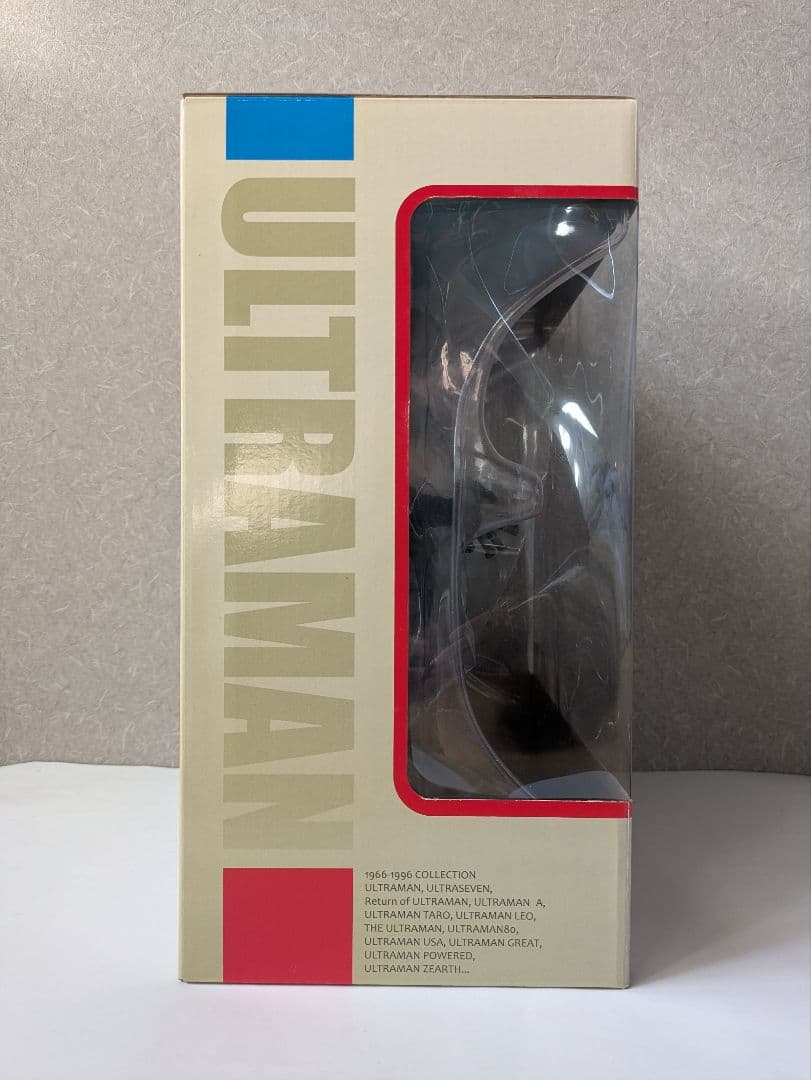 ULTRAMAN
1966-1996 COLLECTION
ULTRAMAN, ULTRASEVEN,
Return of ULTRAMAN, ULTRAMAN A,
ULTRAMAN TARO, ULTRAMAN LEO,
THE ULTRAMAN, ULTRAMAN80,
ULTRAMAN USA, ULTRAMAN GREAT,
ULTRAMAN POWERED,
ULTRAMAN ZEARTH...